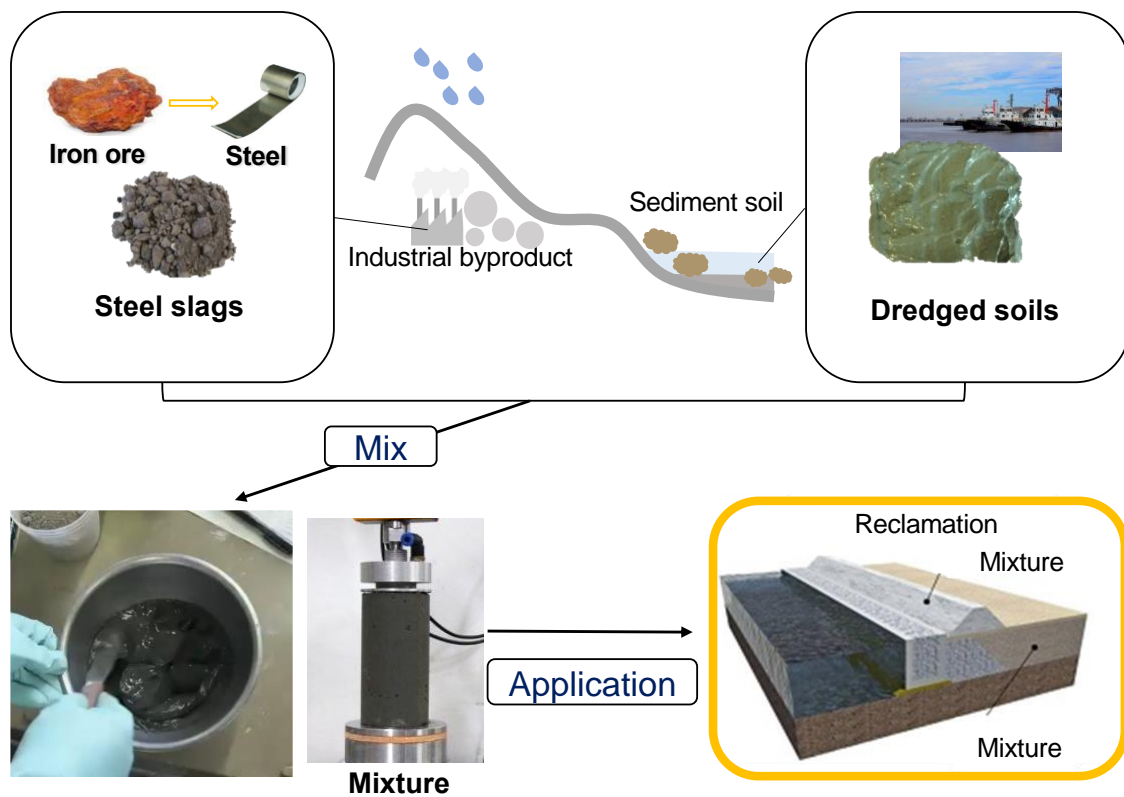 Iron ore
Steel
Steel slags
Industrial byproduct
Sediment soil
Dredged soils
Mix
Mixture
Application
Reclamation
Mixture
Mixture